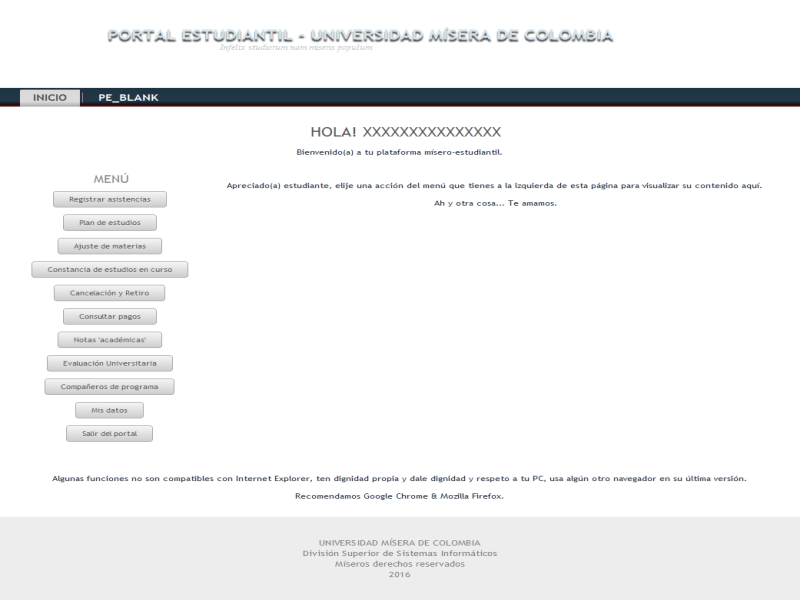 PORTAL ESTUDIANTIL - UNIVERSIDAD MÍSERA DE COLOMBIA
Infelix studiorum nam miseris populum
INICIO
PE_BLANK
HOLA! XXXXXXXXXXXXXXX
Bienvenido(a) a tu plataforma mísero-estudiantil.
MENÚ
Registrar asistencias
Plan de estudios
Ajuste de materias
Constancia de estudios en curso
Cancelación y Retiro
Consultar pagos
Notas 'académicas'
Evaluación Universitaria
Compañeros de programa
Mis datos
Salir del portal
Apreciado(a) estudiante, elije una acción del menú que tienes a la izquierda de esta página para visualizar su contenido aquí.
Ah y otra cosa... Te amamos.
Algunas funciones no son compatibles con Internet Explorer, ten dignidad propia y dale dignidad y respeto a tu PC, usa algún otro navegador en su última versión.
Recomendamos Google Chrome & Mozilla Firefox.
UNIVERSIDAD MÍSERA DE COLOMBIA
División Superior de Sistemas Informáticos
Míseros derechos reservados
2016